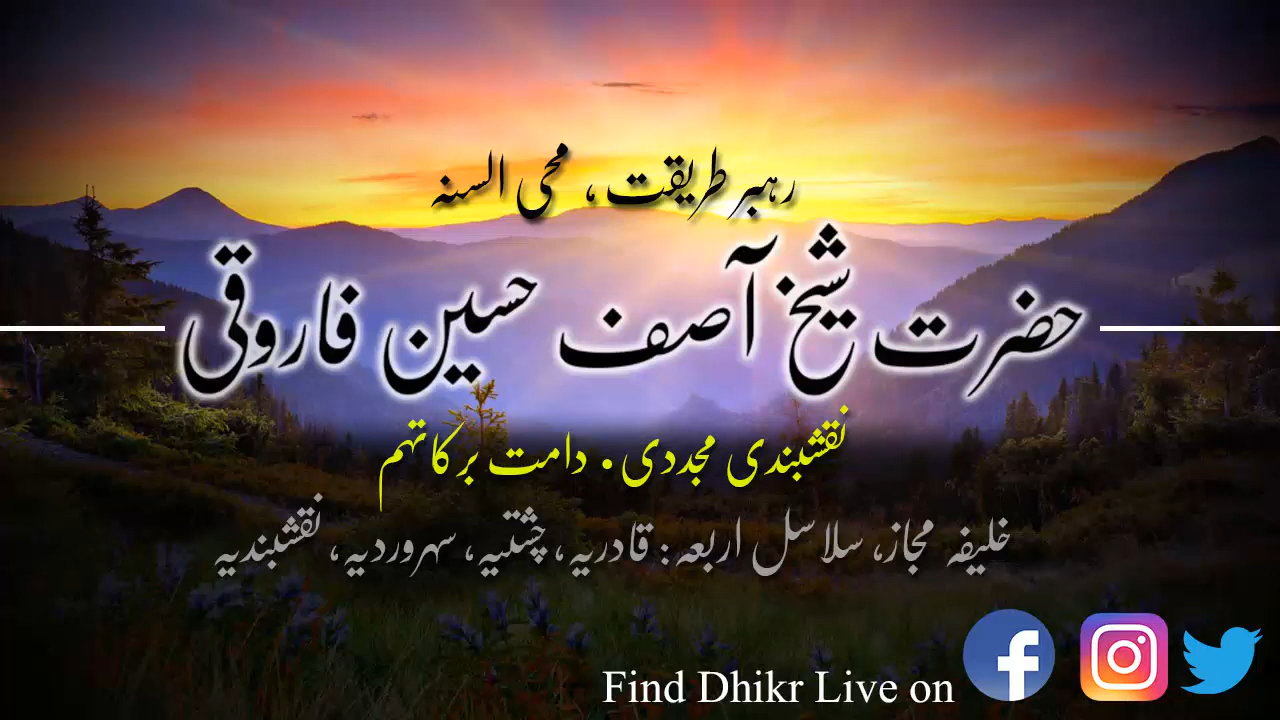 رہبر طریقت، محی السنہ
حضرت شیخ آصف حسین فاروقی
نقشبندی مجددی . دامت برکاتہم
خلیفہ مجاز، سلاسل اربعہ: قادریہ، چشتیہ، سہروردیہ، نقشبندیہ
Find Dhikr Live on